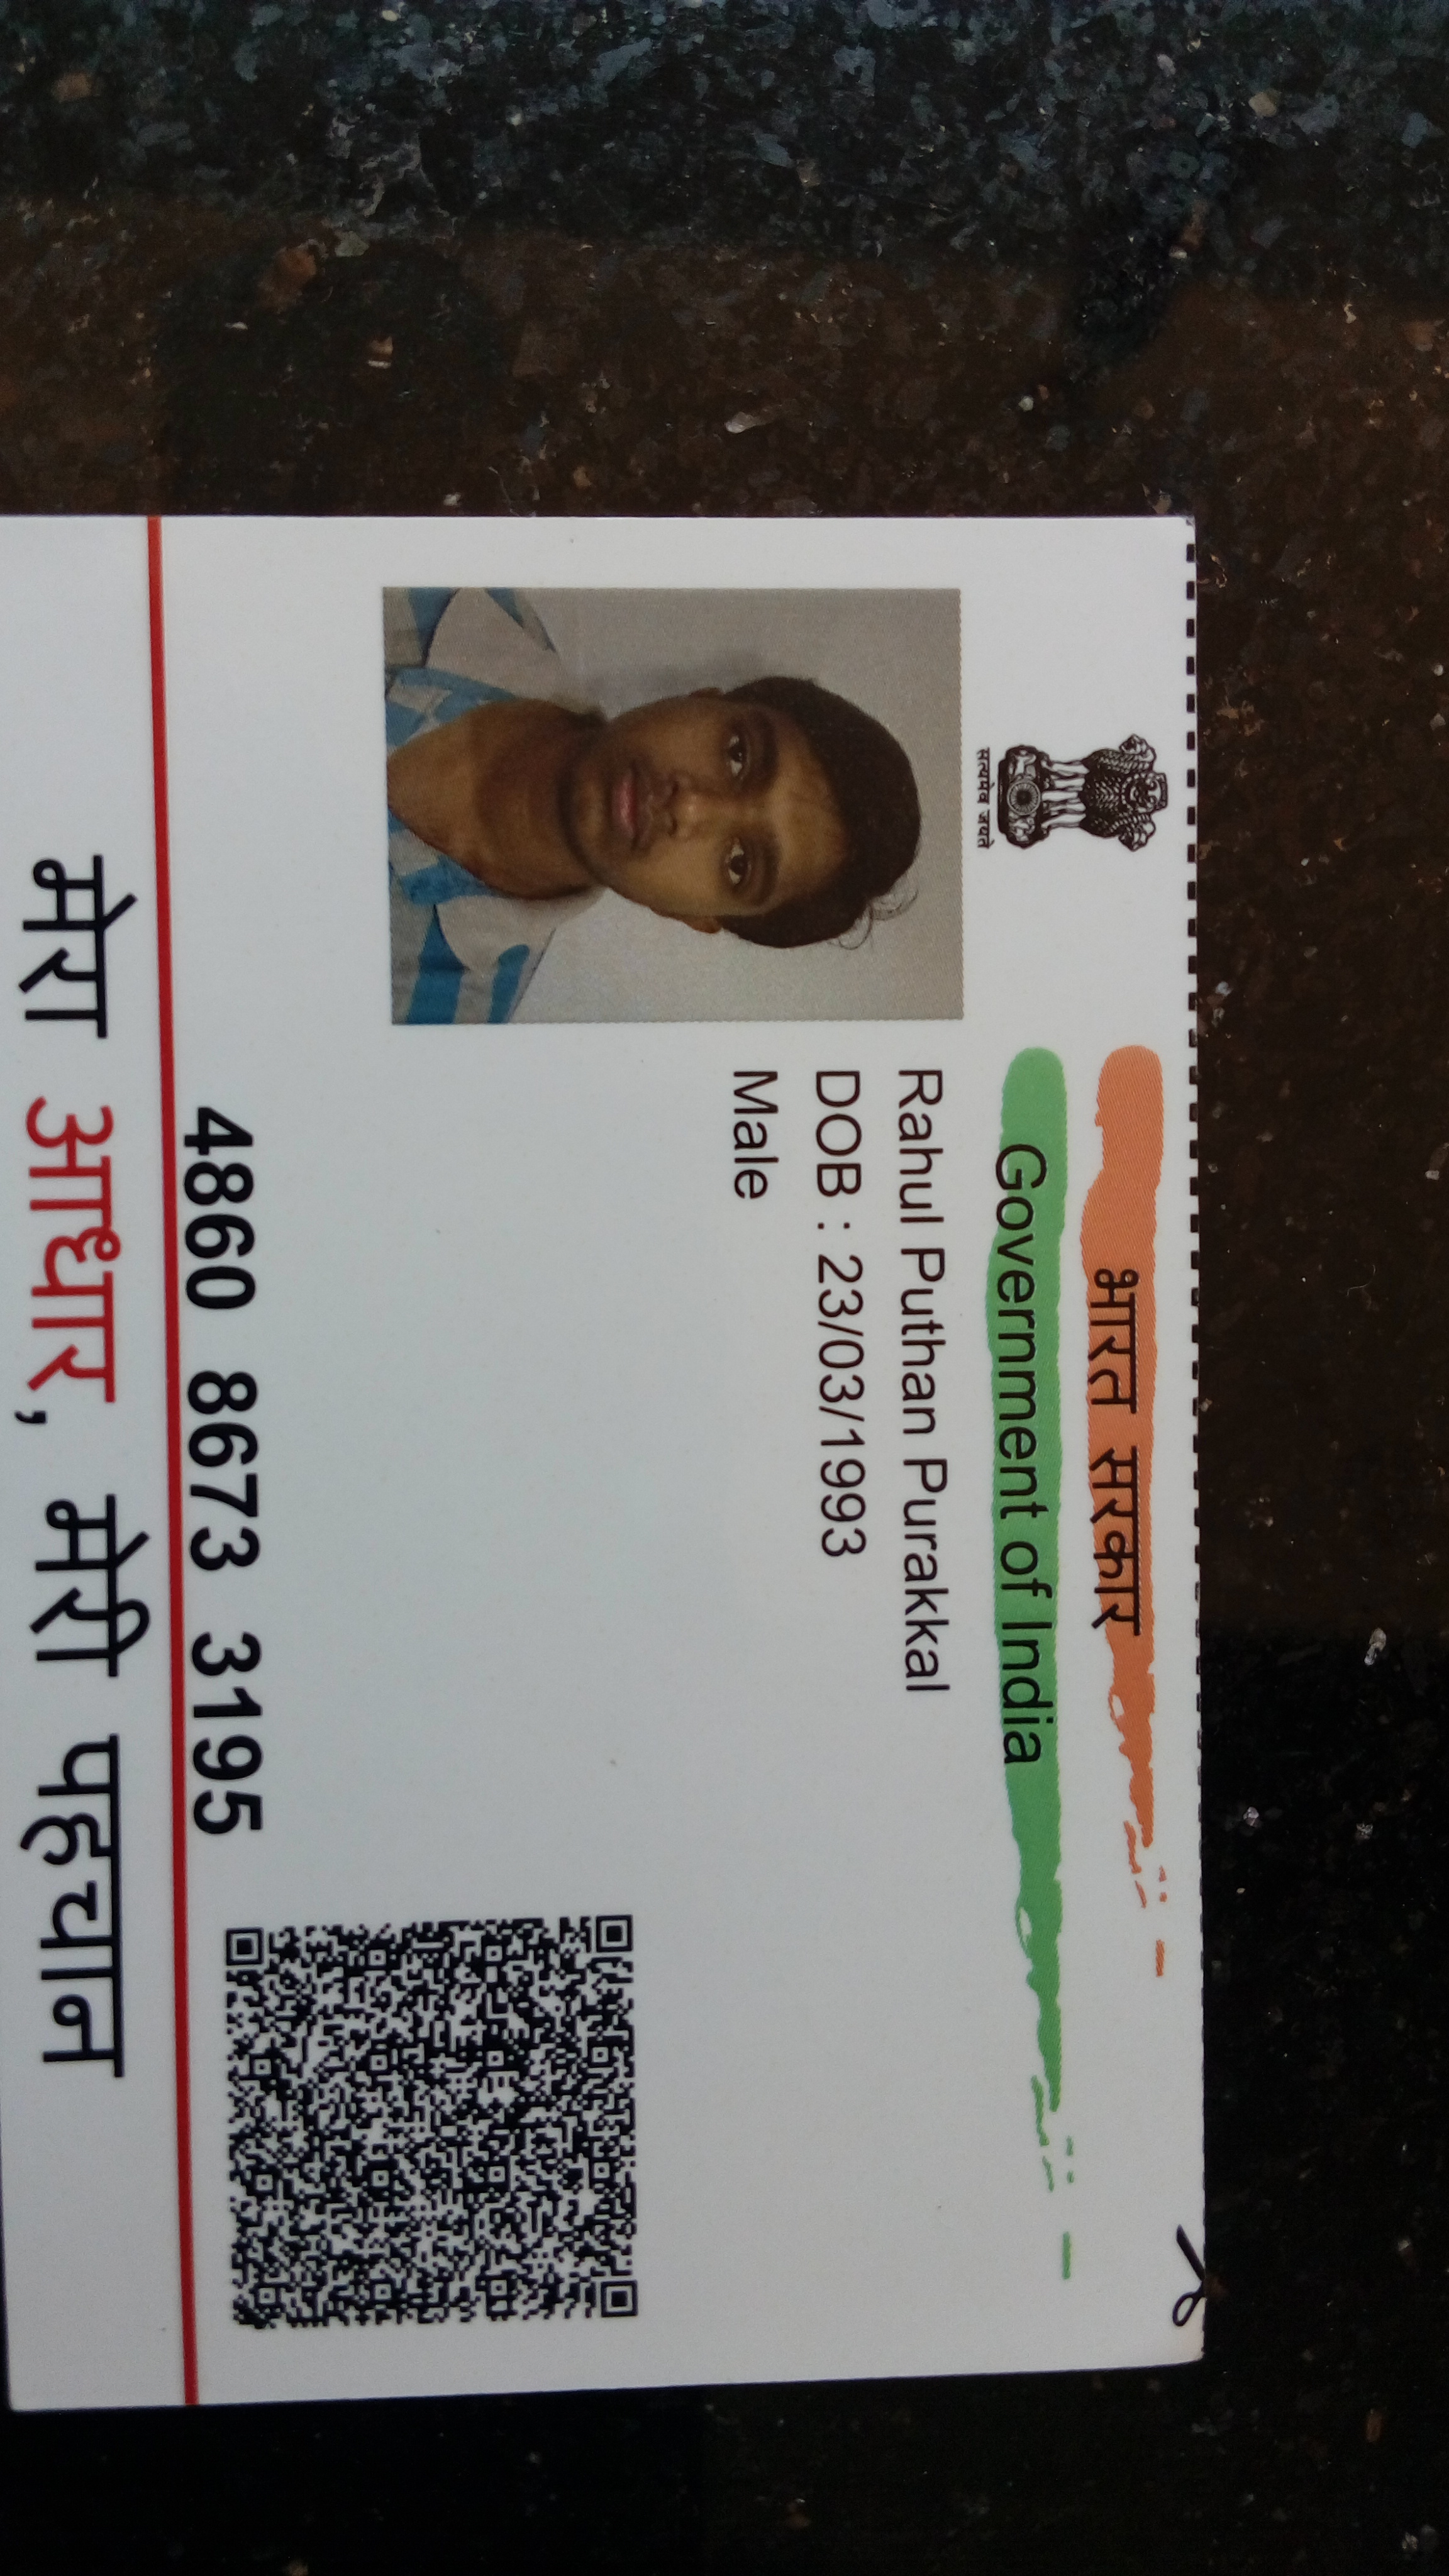 भारत सरकार
Government of India
सत्यमेव जयते
Rahul Puthan Purakkal
DOB : 23/03/1993
Male
4860 8673 3195
मेरा आधार, मेरी पहचान